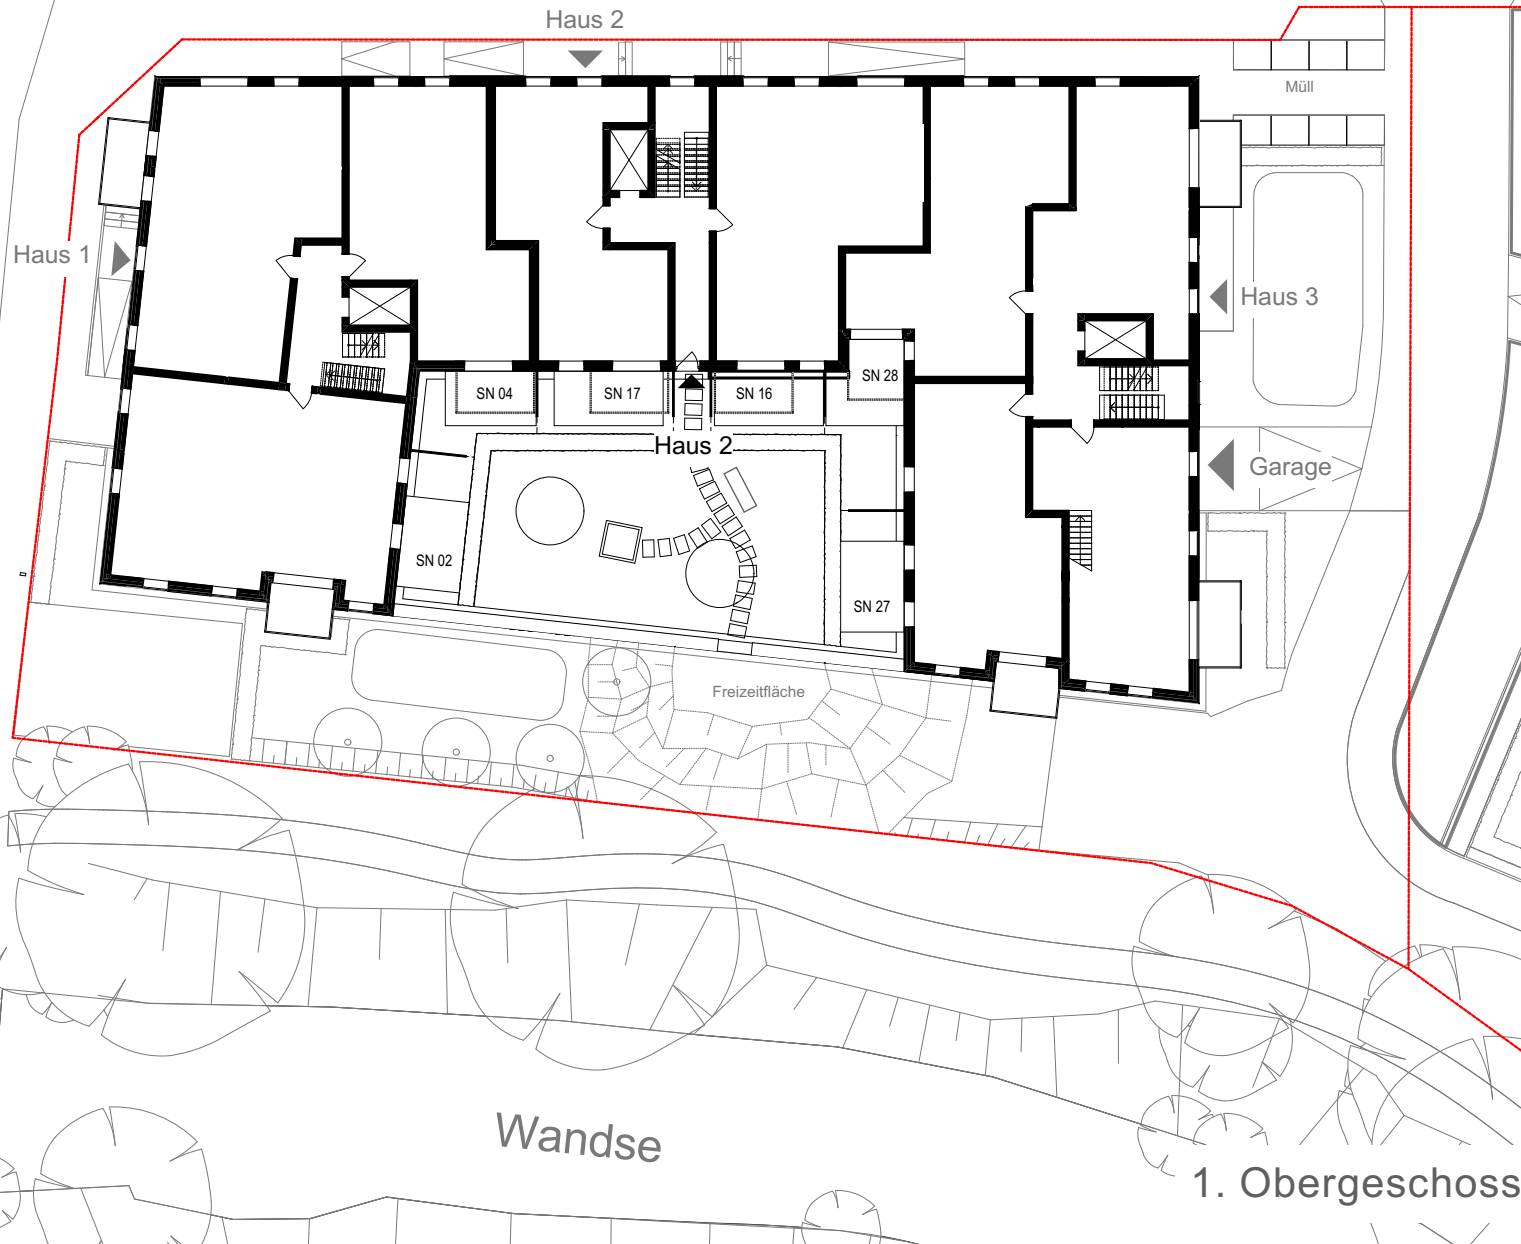 Haus 2
Müll
Haus 1
Haus 3
SN 28
SN 04
SN 17
SN 16
Haus 2
Garage
SN 02
SN 27
Freizeitfläche
Wandse
1. Obergeschoss